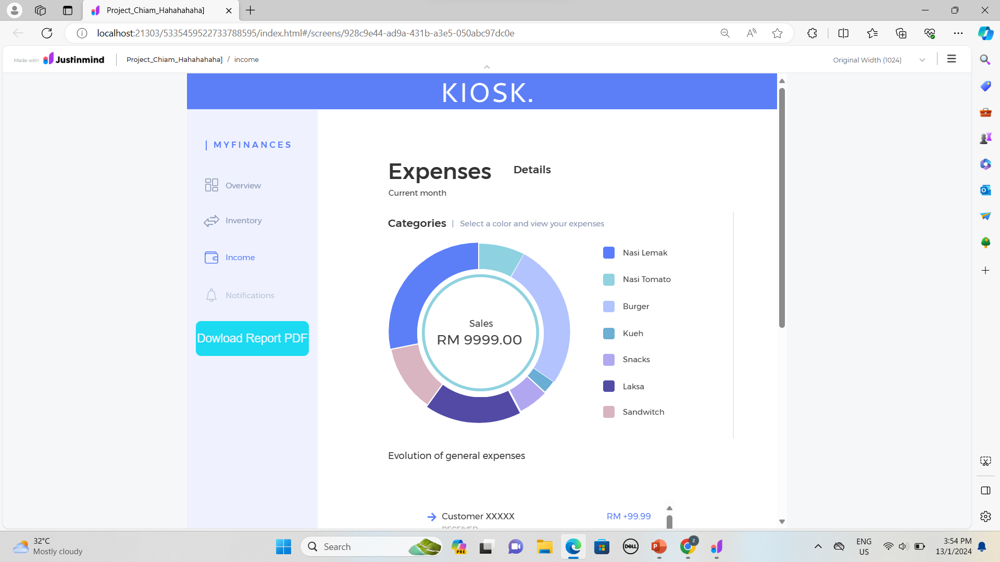 Project_Chiam_Hahahahaha]
localhost:21303/5335459522733788595/index.html#/screens/928c9e44-ad9a-431b-a3e5-050abc97dc0e
Made with Justinmind
Project_Chiam_Hahahahaha] / income
Original Width (1024)
KIOSK.
| MYFINANCES
Overview
Inventory
Income
Notifications
Dowload Report PDF
Expenses
Details
Current month
Categories | Select a color and view your expenses
Sales
RM 9999.00
Nasi Lemak
Nasi Tomato
Burger
Kueh
Snacks
Laksa
Sandwitch
Evolution of general expenses
Customer XXXXX
RM +99.99
RECEIVED
32°C
Mostly cloudy
Search
PRE
DELL
ENG
US
3:54 PM
13/1/2024